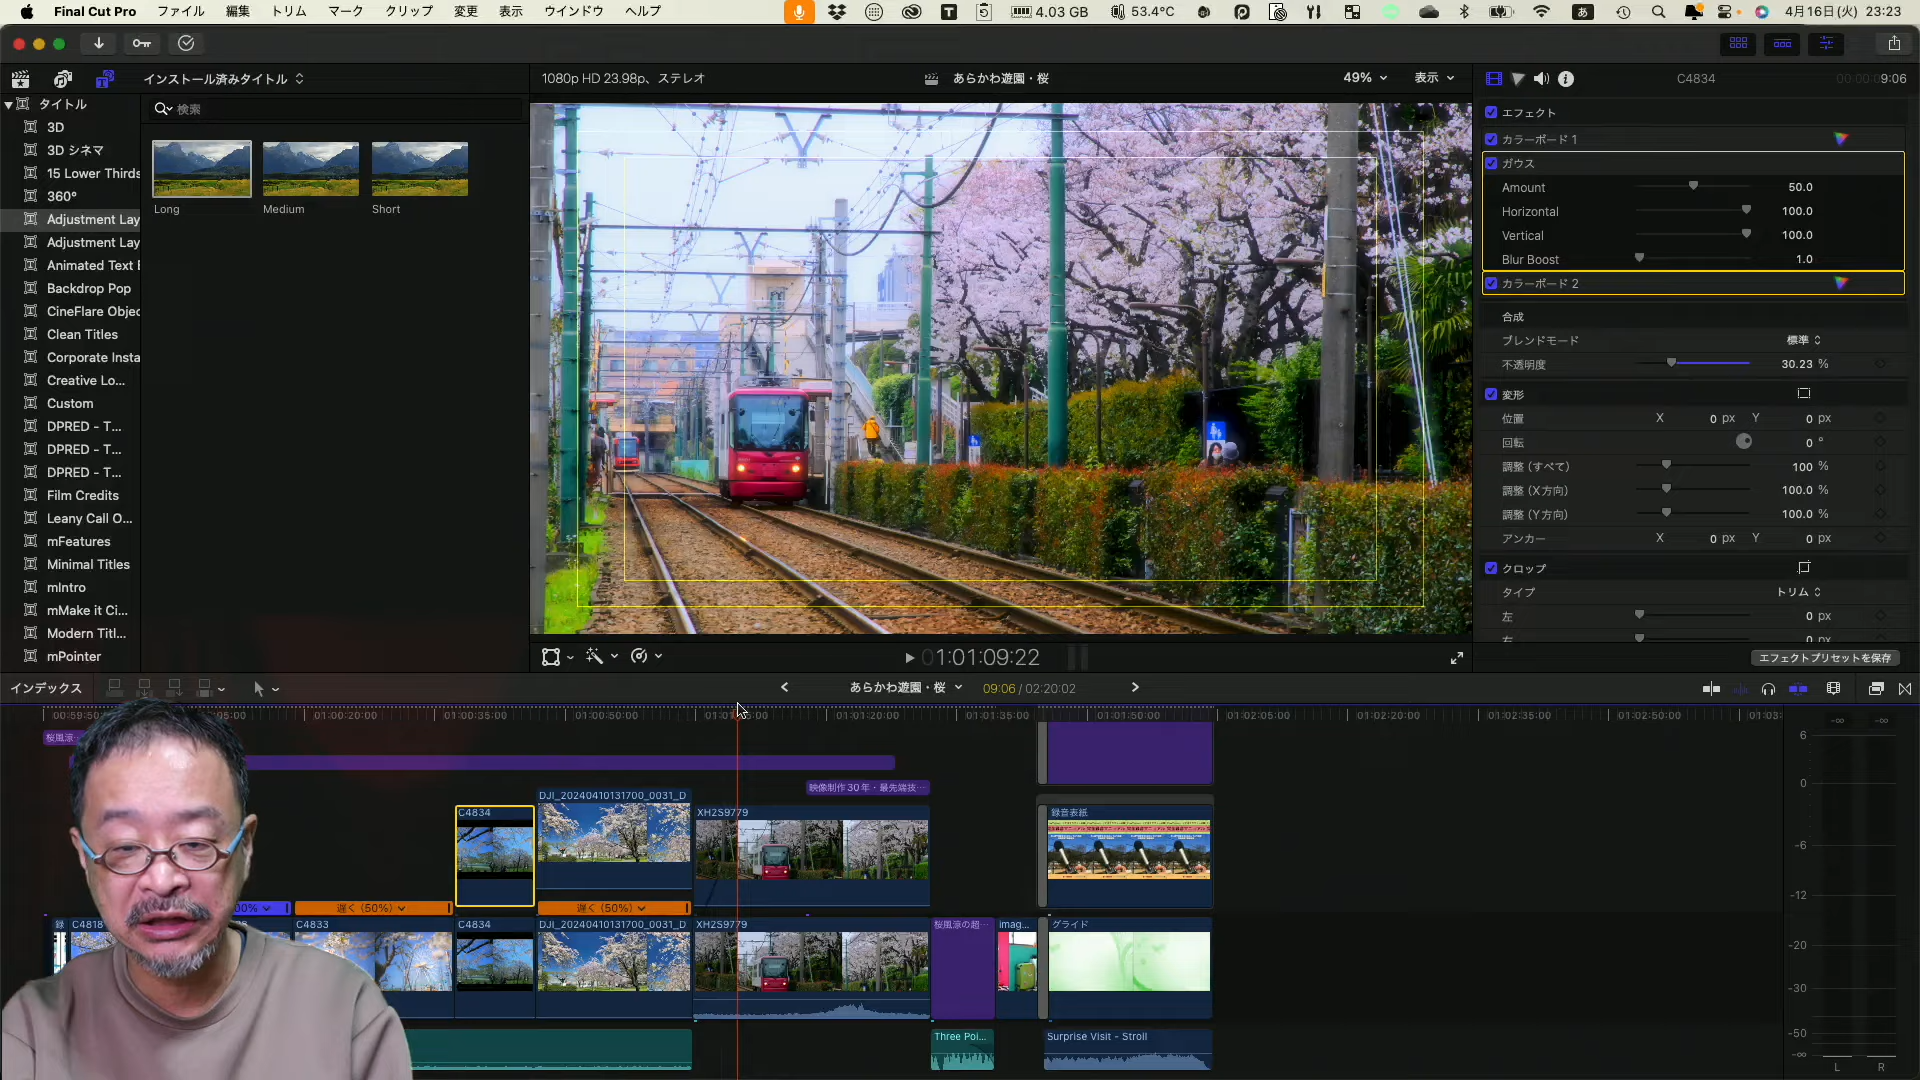 Final Cut Pro ファイル 編集 トリム マーク クリップ 変更 表示 ウインドウ ヘルプ 4.03 GB 53.4°C あ 4月16日(火) 23:23
インストール済みタイトル
1080p HD 23.98p、ステレオ
あらかわ遊園・桜
49%
表示
C4834
9:06
タイトル
検索
3D
3D シネマ
15 Lower Thirds
360°
Adjustment Lay
Adjustment Lay
Animated Text E
Backdrop Pop
CineFlare Objec
Clean Titles
Corporate Insta
Creative Lo...
Custom
DPRED - T...
DPRED - T...
DPRED - T...
Film Credits
Leany Call O...
mFeatures
Minimal Titles
mIntro
mMake it Ci...
Modern Titl...
mPointer
Long
Medium
Short
エフェクト
カラーボード 1
ガウス
Amount 50.0
Horizontal 100.0
Vertical 100.0
Blur Boost 1.0
カラーボード 2
合成
ブレンドモード 標準
不透明度 30.23 %
変形
位置 X 0 px Y 0 px
回転 0 °
調整 (すべて) 100 %
調整 (X方向) 100.0 %
調整 (Y方向) 100.0 %
アンカー X 0 px Y 0 px
クロップ
タイプ トリム
左 0 px
右 0 px
エフェクトプリセットを保存
01:01:09:22
インデックス
あらかわ遊園・桜
09:06 / 02:20:02
00:59:50 01:00:20:00 01:00:35:00 01:00:50:00 01:01:20:00 01:01:35:00 01:01:50:00 01:02:05:00 01:02:20:00 01:02:35:00 01:02:50:00 01:03:
桜風涼
映像制作30年・最先端技…
C4834
DJI_20240410131700_0031_D
XH2S9779
録音表紙
00%
遅く (50%)
遅く (50%)
録
C4818
C4833
C4834
DJI_20240410131700_0031_D
XH2S9779
桜風涼の超…
imag...
グライド
Three Poi...
Surprise Visit - Stroll
-∞ -∞
6
0
-6
-12
-20
-30
-50
-∞
L R